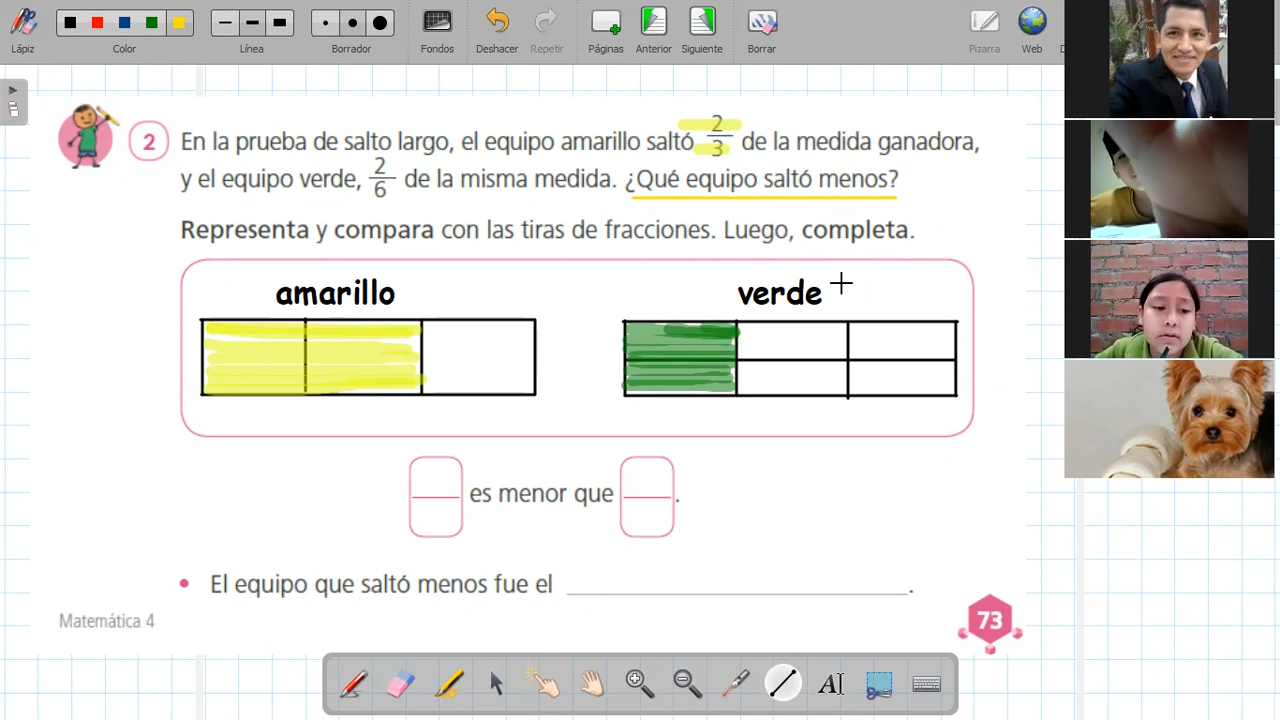 Lápiz
Color
Línea
Borrador
Fondos
Deshacer
Repetir
Páginas
Anterior
Siguiente
Borrar
Pizarra
Web
2 En la prueba de salto largo, el equipo amarillo saltó 2/3 de la medida ganadora,
y el equipo verde, 2/6 de la misma medida. ¿Qué equipo saltó menos?
Representa y compara con las tiras de fracciones. Luego, completa.
amarillo
verde
es menor que .
• El equipo que saltó menos fue el ____________________.
Matemática 4
73
AI